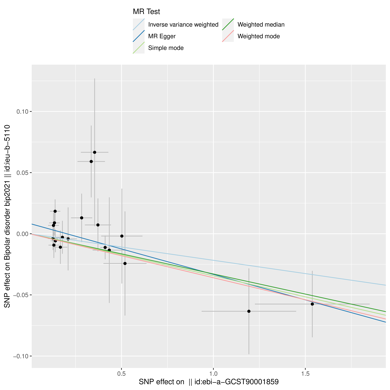 MR Test
Inverse variance weighted
Weighted median
MR Egger
Weighted mode
Simple mode
SNP effect on Bipolar disorder bip2021 || id:ieu−b−5110
0.10
0.05
0.00
−0.05
−0.10
0.5
1.0
1.5
SNP effect on || id:ebi−a−GCST90001859